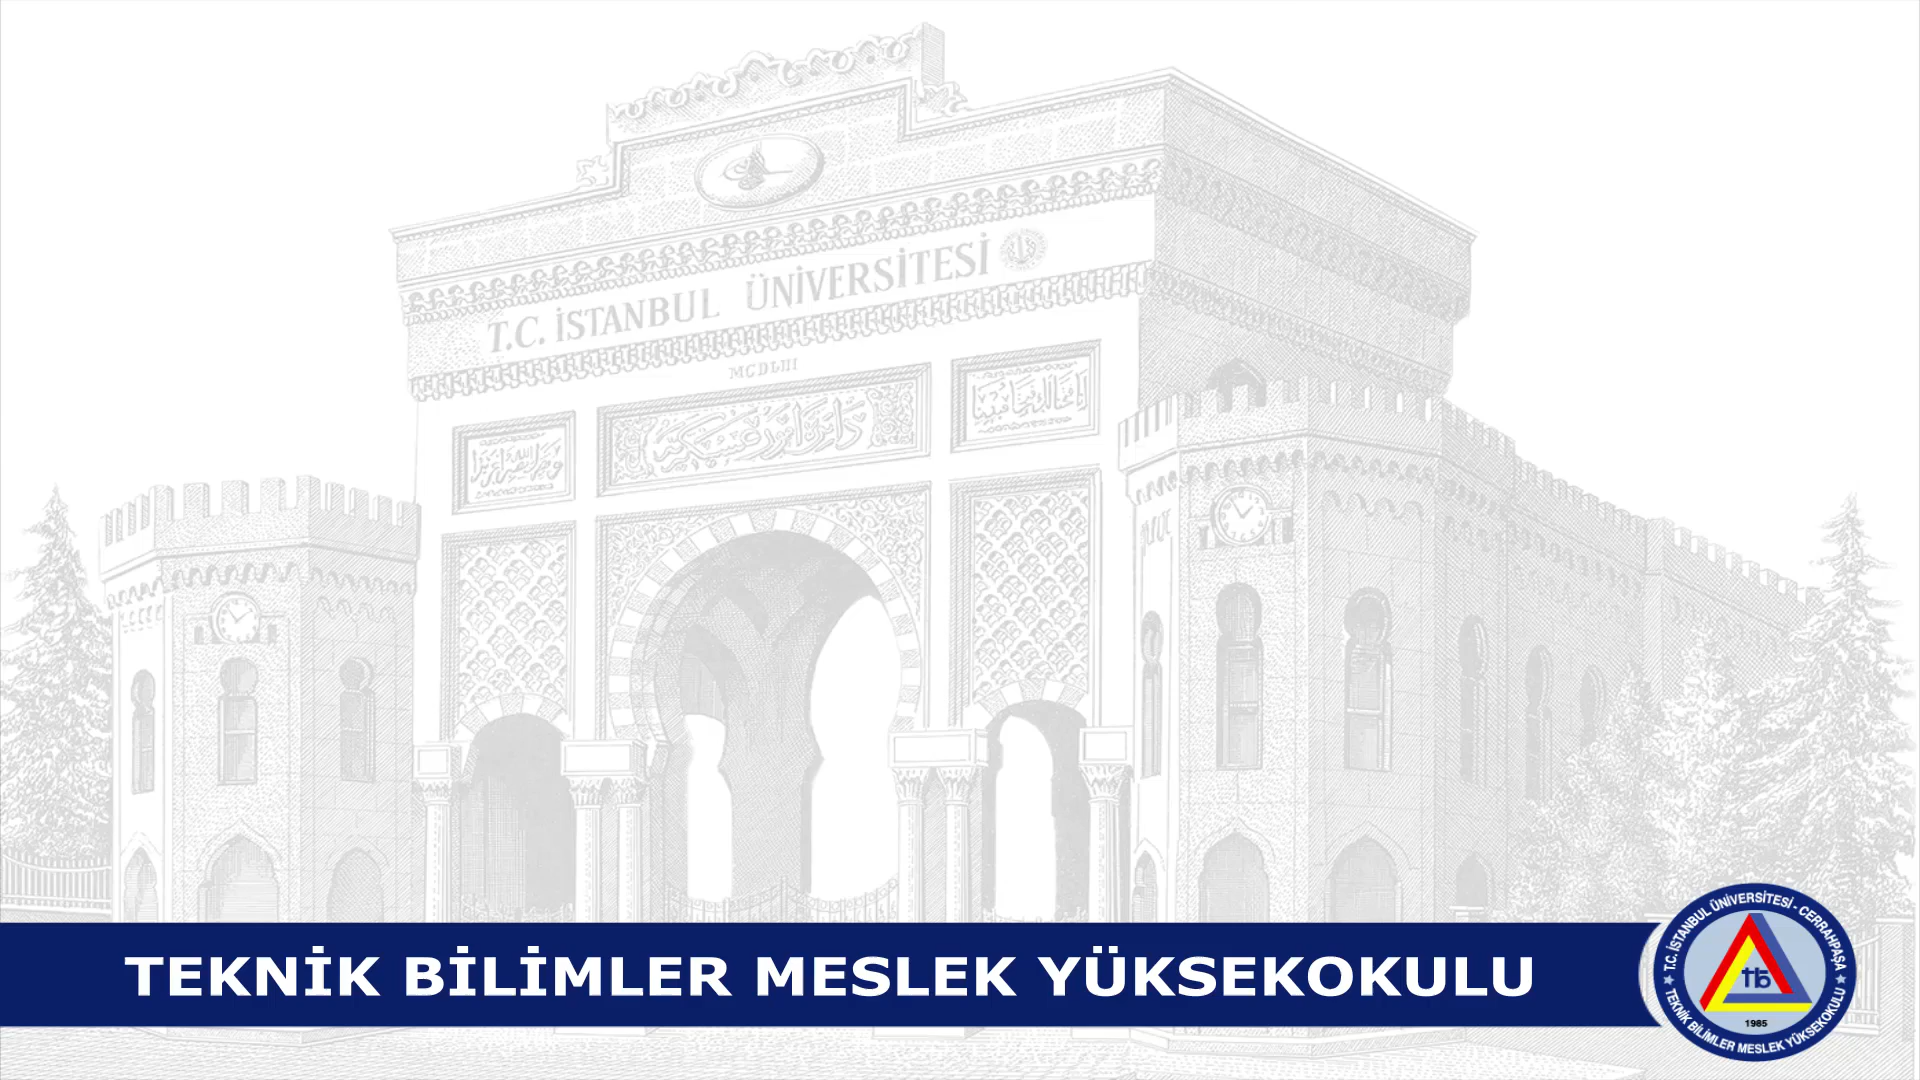 T.C. İSTANBUL ÜNİVERSİTESİ
MCDLIII
TEKNİK BİLİMLER MESLEK YÜKSEKOKULU
T.C. İSTANBUL ÜNİVERSİTESİ - CERRAHPAŞA
1985
TEKNİK BİLİMLER MESLEK YÜKSEKOKULU